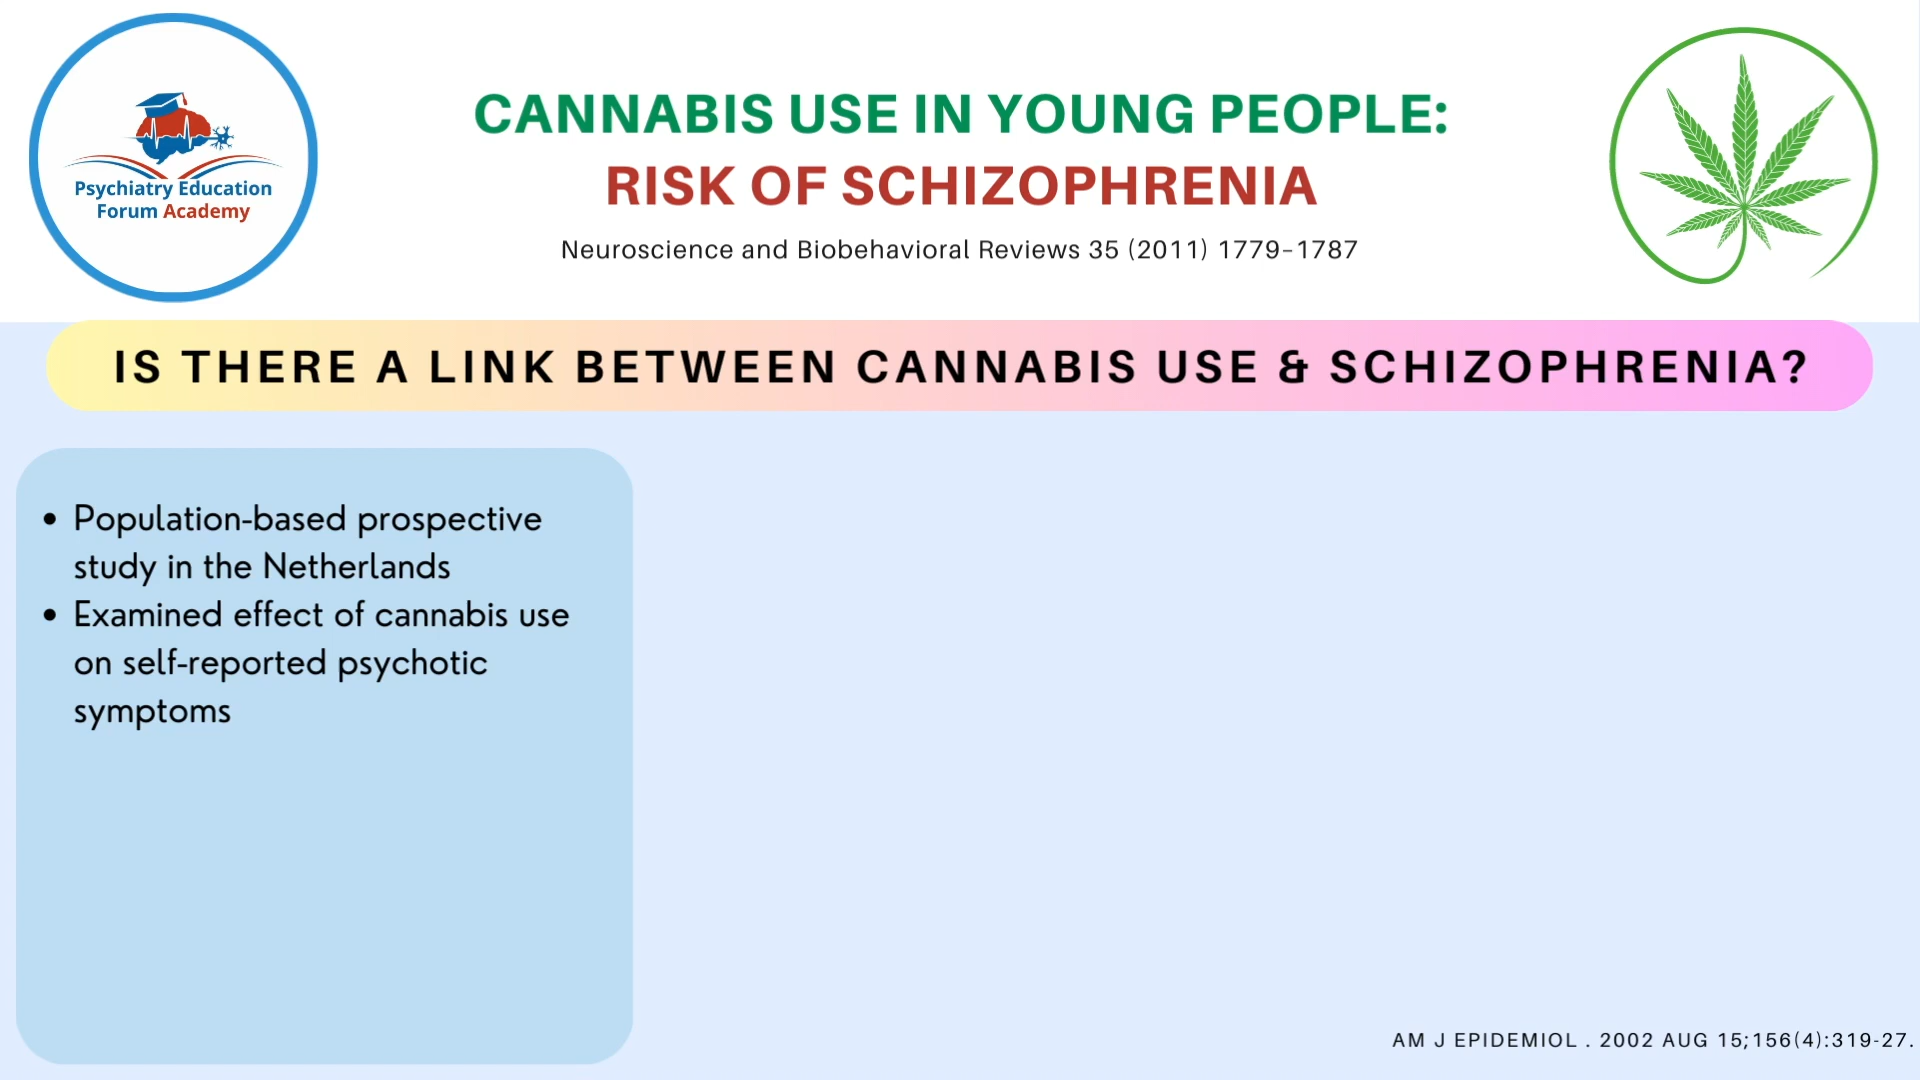 Psychiatry Education
Forum Academy
CANNABIS USE IN YOUNG PEOPLE:
RISK OF SCHIZOPHRENIA
Neuroscience and Biobehavioral Reviews 35 (2011) 1779–1787
IS THERE A LINK BETWEEN CANNABIS USE & SCHIZOPHRENIA?
• Population-based prospective
study in the Netherlands
• Examined effect of cannabis use
on self-reported psychotic
symptoms
AM J EPIDEMIOL . 2002 AUG 15;156(4):319-27.